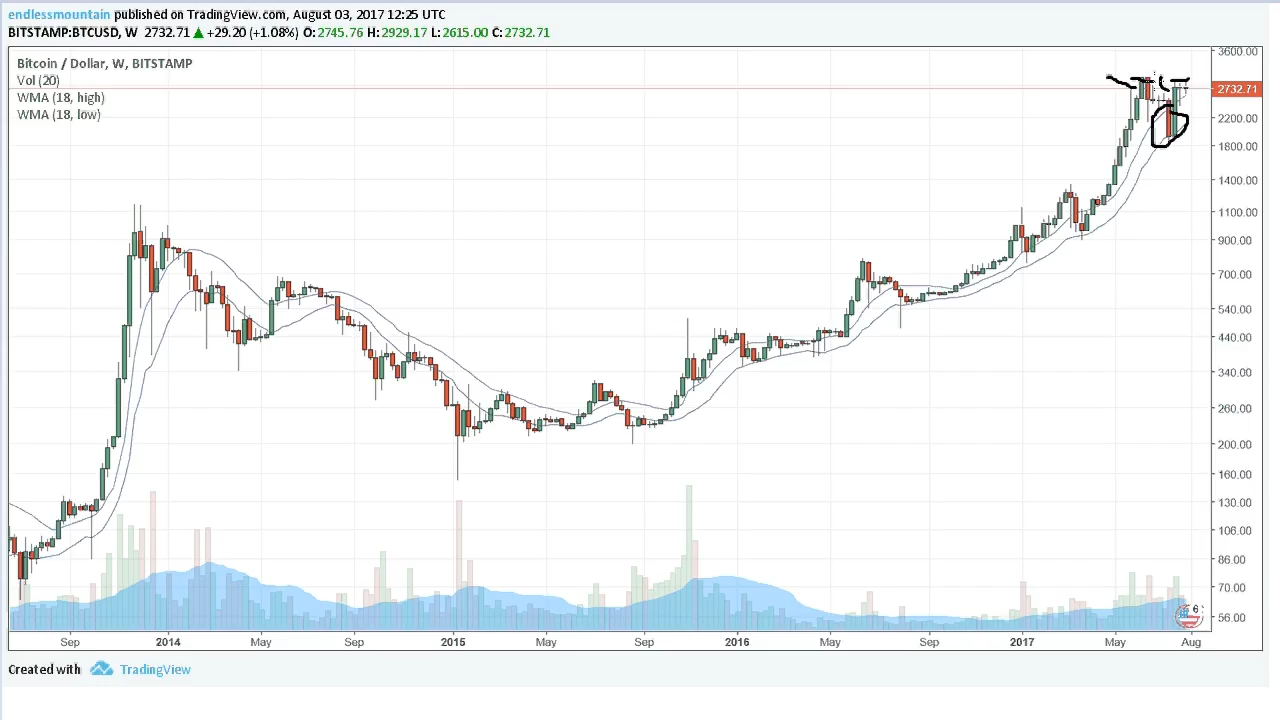 endlessmountain published on TradingView.com, August 03, 2017 12:25 UTC
BITSTAMP:BTCUSD, W 2732.71 ▲ +29.20 (+1.08%) O:2745.76 H:2929.17 L:2615.00 C:2732.71
Bitcoin / Dollar, W, BITSTAMP
Vol (20)
WMA (18, high)
WMA (18, low)
3600.00
2732.71
2200.00
1800.00
1400.00
1100.00
900.00
700.00
540.00
440.00
340.00
260.00
200.00
160.00
130.00
106.00
86.00
70.00
56.00
6
Sep 2014 May Sep 2015 May Sep 2016 May Sep 2017 May Aug
Created with TradingView